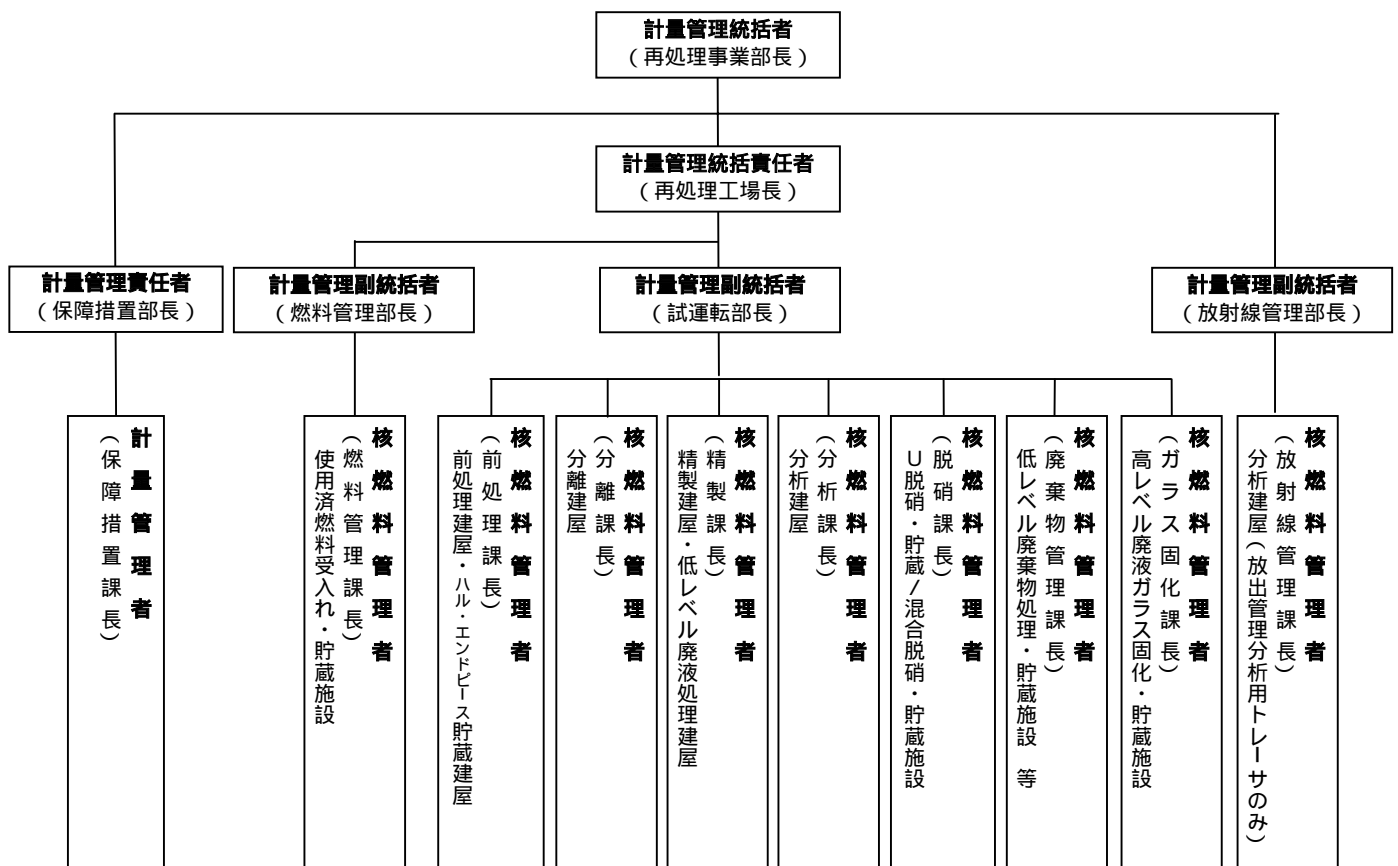 計量管理統括者
（再処理事業部長）
計量管理統括責任者
（再処理工場長）
計量管理責任者
（保障措置部長）
計量管理副統括者
（燃料管理部長）
計量管理副統括者
（試運転部長）
計量管理副統括者
（放射線管理部長）
計量管理者
（保障措置課長）
核燃料管理者
（燃料管理課長）
使用済燃料受入れ・貯蔵施設
核燃料管理者
（前処理課長）
前処理建屋・ハル・エンドピース貯蔵建屋
核燃料管理者
（分離課長）
分離建屋
核燃料管理者
（精製課長）
精製建屋・低レベル廃液処理建屋
核燃料管理者
（分析課長）
分析建屋
核燃料管理者
（脱硝課長）
U脱硝・貯蔵/混合脱硝・貯蔵施設
核燃料管理者
（廃棄物管理課長）
低レベル廃棄物処理・貯蔵施設 等
核燃料管理者
（ガラス固化課長）
高レベル廃液ガラス固化・貯蔵施設
核燃料管理者
（放射線管理課長）
分析建屋（放出管理分析用トレーサのみ）